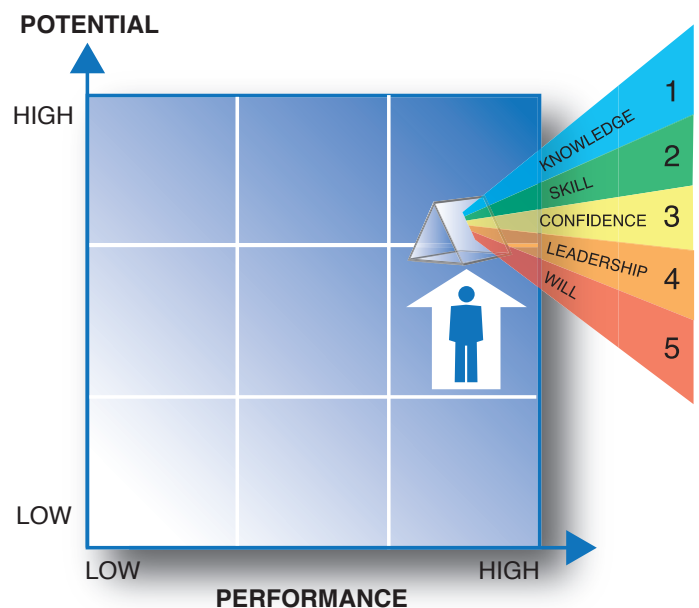 POTENTIAL
HIGH
LOW
LOW
HIGH
PERFORMANCE
KNOWLEDGE 1
SKILL 2
CONFIDENCE 3
LEADERSHIP 4
WILL 5